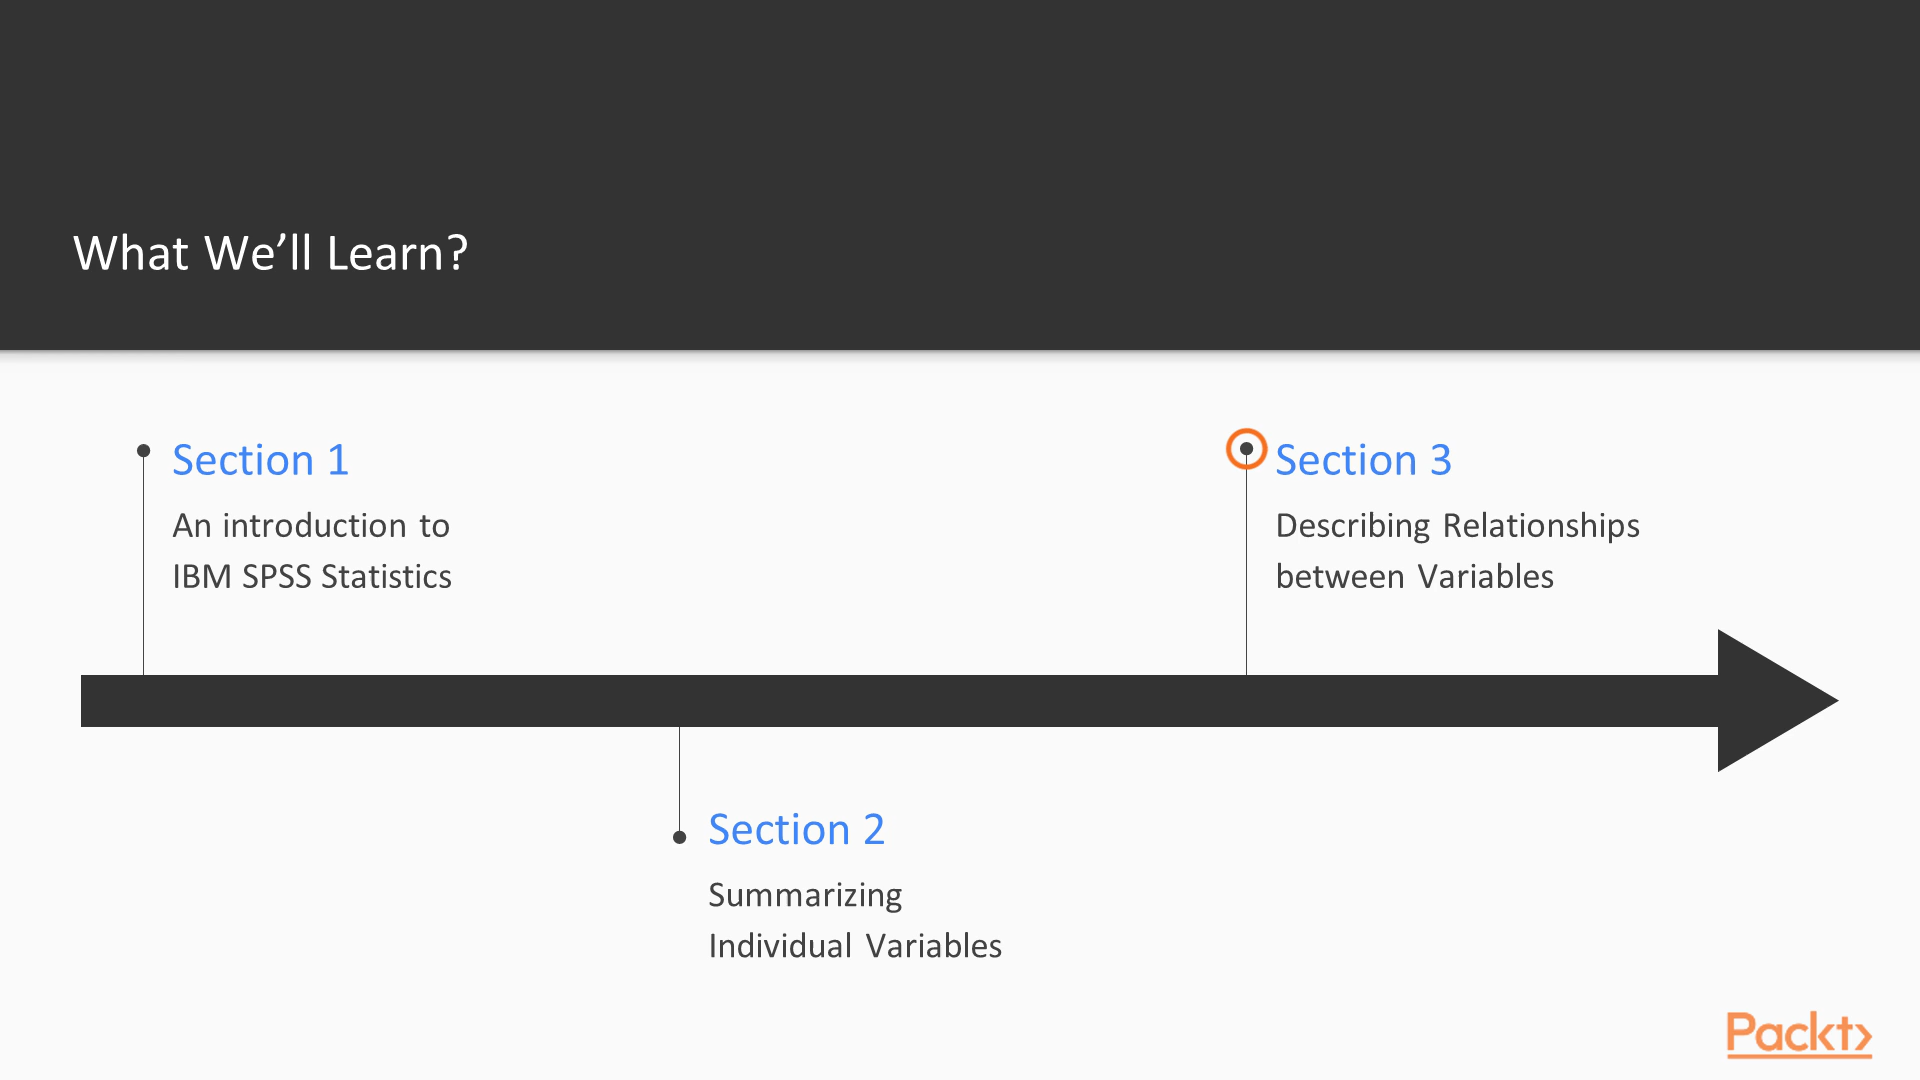 What We’ll Learn?
Section 1
An introduction to
IBM SPSS Statistics
Section 3
Describing Relationships
between Variables
Section 2
Summarizing
Individual Variables
Packt>